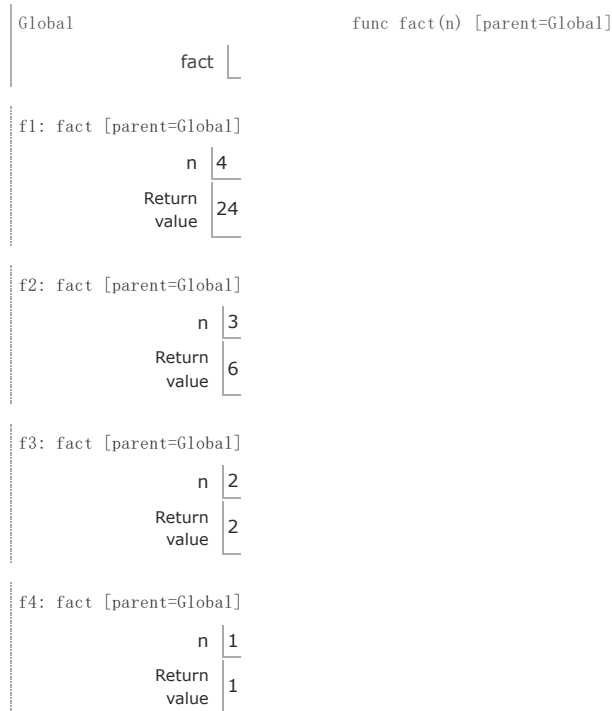 Global
func fact(n) [parent=Global]
fact
f1: fact [parent=Global]
n 4
Return
value
24
f2: fact [parent=Global]
n 3
Return
value
6
f3: fact [parent=Global]
n 2
Return
value
2
f4: fact [parent=Global]
n 1
Return
value
1